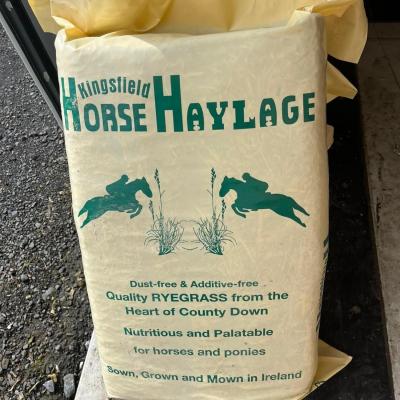 Kingsfield
HORSE HAYLAGE
Dust-free & Additive-free
Quality RYEGRASS from the
Heart of County Down
Nutritious and Palatable
for horses and ponies
Sown, Grown and Mown in Ireland